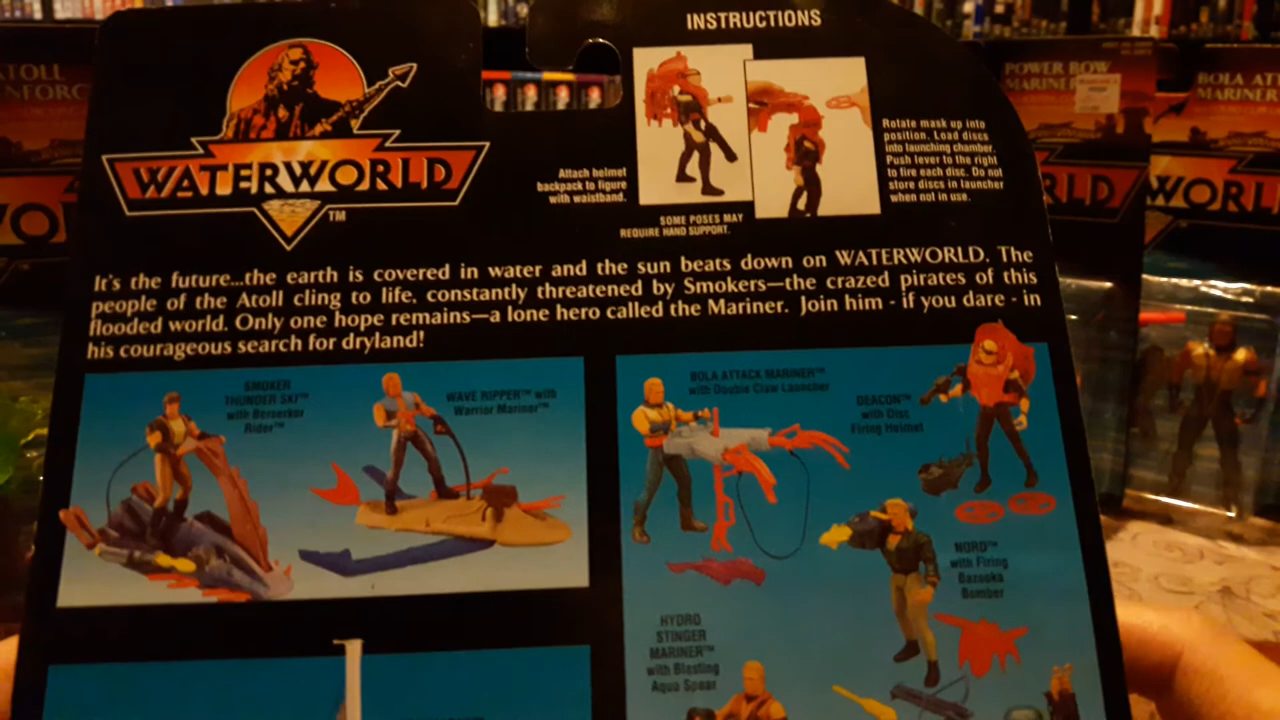 INSTRUCTIONS
WATERWORLD
TM
Attach helmet
backpack to figure
with waistband.
SOME POSES MAY
REQUIRE HAND SUPPORT.
Rotate mask up into
position. Load discs
into launching chamber.
Push lever to the right
to fire each disc. Do not
store discs in launcher
when not in use.
It's the future...the earth is covered in water and the sun beats down on WATERWORLD. The
people of the Atoll cling to life, constantly threatened by Smokers—the crazed pirates of this
flooded world. Only one hope remains—a lone hero called the Mariner. Join him - if you dare - in
his courageous search for dryland!
SMOKER
THUNDER SKI™
with Berserker
Rider™
WAVE RIPPER™ with
Warrior Mariner™
BOLA ATTACK MARINER™
with Double Claw Launcher
DEACON™
with Disc
Firing Helmet
NORD™
with Firing
Bazooka
Bomber
HYDRO
STINGER
MARINER™
with Blasting
Aqua Spear
ATOLL
POWER BOW
MARINER
BOLA
MARINER